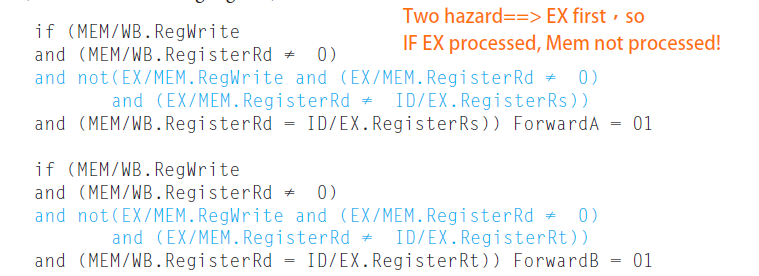 Two hazard==> EX first,so
IF EX processed, Mem not processed!
if (MEM/WB.RegWrite
and (MEM/WB.RegisterRd ≠ 0)
and not(EX/MEM.RegWrite and (EX/MEM.RegisterRd ≠ 0)
and (EX/MEM.RegisterRd ≠ ID/EX.RegisterRs))
and (MEM/WB.RegisterRd = ID/EX.RegisterRs)) ForwardA = 01
if (MEM/WB.RegWrite
and (MEM/WB.RegisterRd ≠ 0)
and not(EX/MEM.RegWrite and (EX/MEM.RegisterRd ≠ 0)
and (EX/MEM.RegisterRd ≠ ID/EX.RegisterRt))
and (MEM/WB.RegisterRd = ID/EX.RegisterRt)) ForwardB = 01